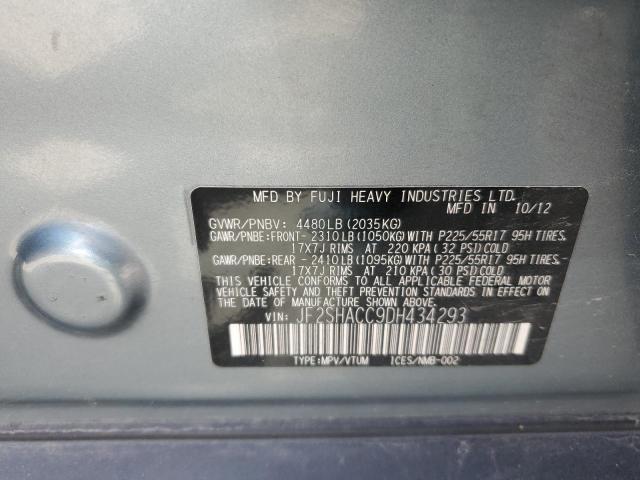 MFD BY FUJI HEAVY INDUSTRIES LTD.
MFD IN 10/12
GVWR/PNBV: 4480LB(2035KG)
GAWR/PNBE:FRONT-2310LB(1050KG)WITH P225/55R17 95H TIRES.
17X7J RIMS AT 220 KPA(32 PSI)COLD
GAWR/PNBE:REAR -2410LB(1095KG)WITH P225/55R17 95H TIRES.
17X7J RIMS AT 210 KPA(30 PSI)COLD
THIS VEHICLE CONFORMS TO ALL APPLICABLE FEDERAL MOTOR
VEHICLE SAFETY AND THEFT PREVENTION STANDARDS IN EFFECT
ON THE DATE OF MANUFACTURE SHOWN ABOVE.
VIN: JF2SHACC9DH434293
TYPE:MPV/VTUM ICES/NMB-002